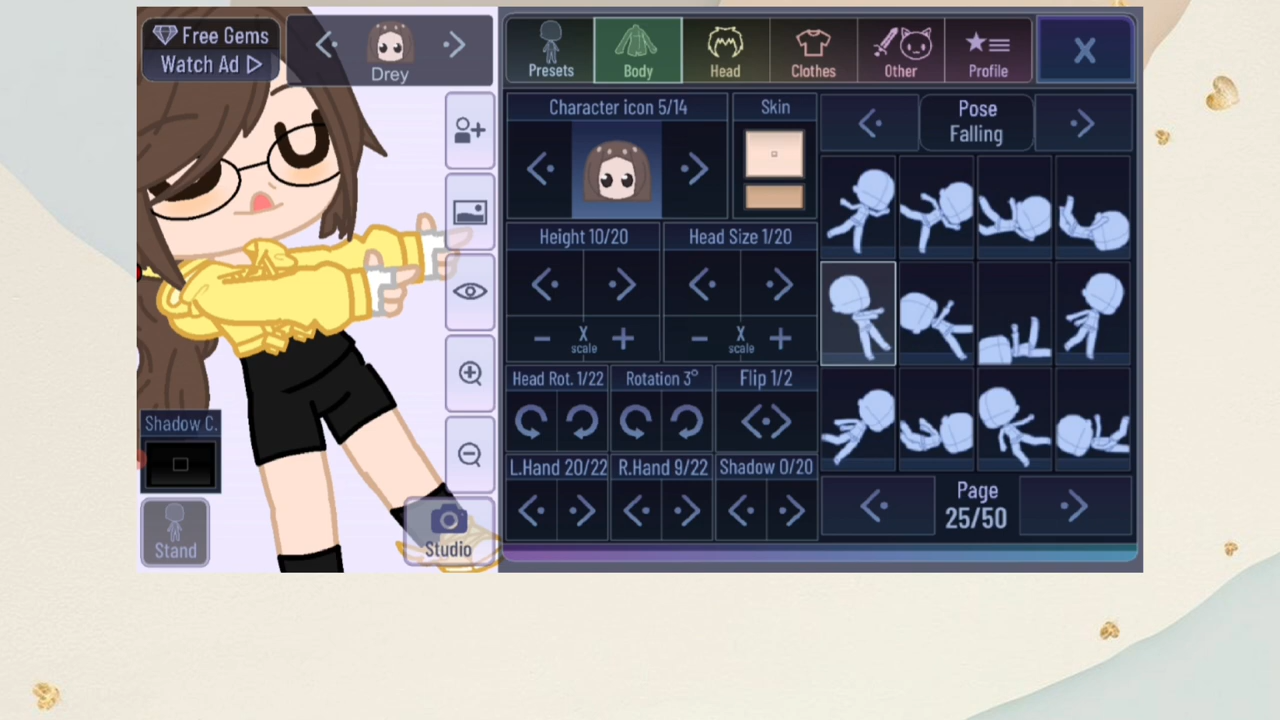 Free Gems
Watch Ad
Drey
Presets
Body
Head
Clothes
Other
Profile
X
Character icon 5/14
Skin
Pose
Falling
Height 10/20
Head Size 1/20
X
scale
X
scale
Head Rot. 1/22
Rotation 3°
Flip 1/2
Shadow C.
L.Hand 20/22
R.Hand 9/22
Shadow 0/20
Stand
Studio
Page
25/50